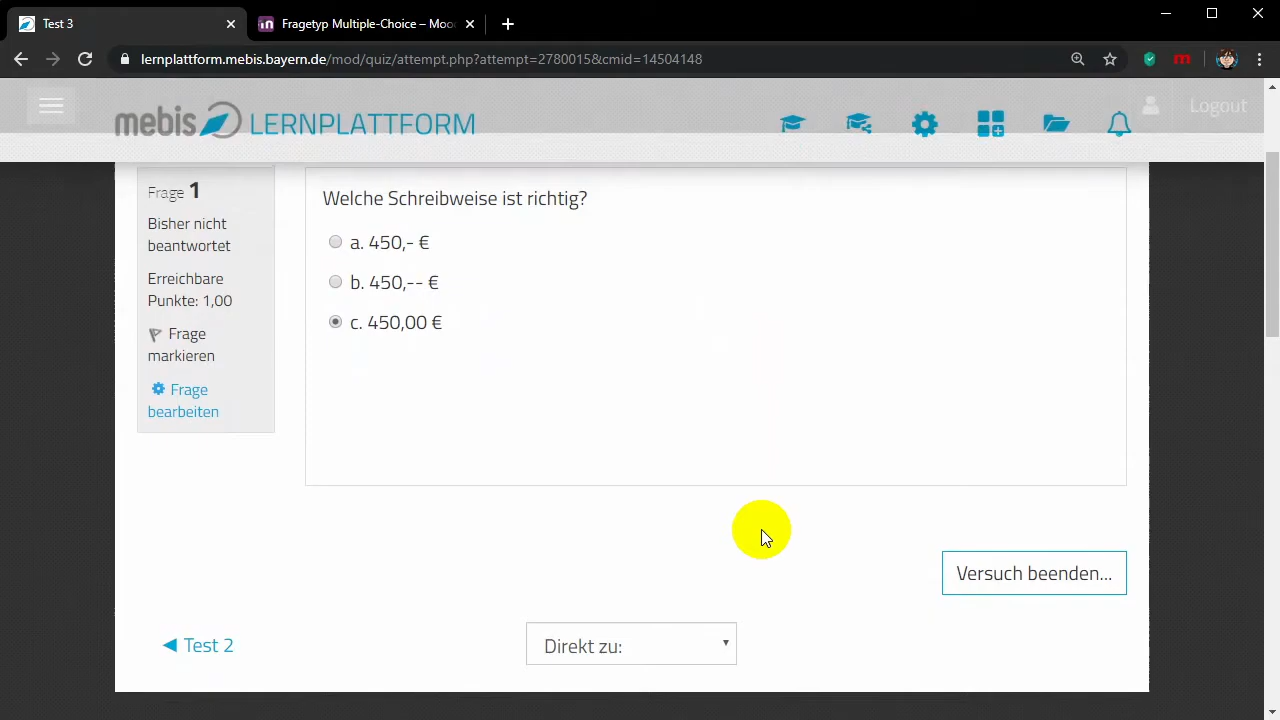 Test 3
Fragetyp Multiple-Choice – Moo
lernplattform.mebis.bayern.de/mod/quiz/attempt.php?attempt=2780015&cmid=14504148
mebis LERNPLATTFORM
Logout
Frage 1
Bisher nicht
beantwortet
Erreichbare
Punkte: 1,00
Frage
markieren
Frage
bearbeiten
Welche Schreibweise ist richtig?
a. 450,- €
b. 450,-- €
c. 450,00 €
Versuch beenden...
◄ Test 2
Direkt zu: